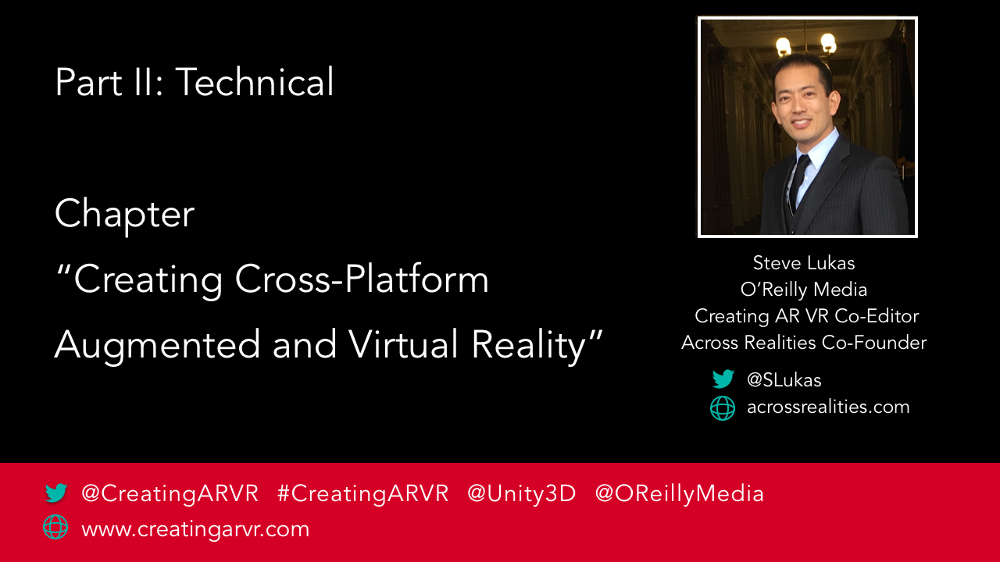 Part II: Technical
Chapter
“Creating Cross-Platform
Augmented and Virtual Reality”
Steve Lukas
O’Reilly Media
Creating AR VR Co-Editor
Across Realities Co-Founder
@SLukas
acrossrealities.com
@CreatingARVR #CreatingARVR @Unity3D @OReillyMedia
www.creatingarvr.com